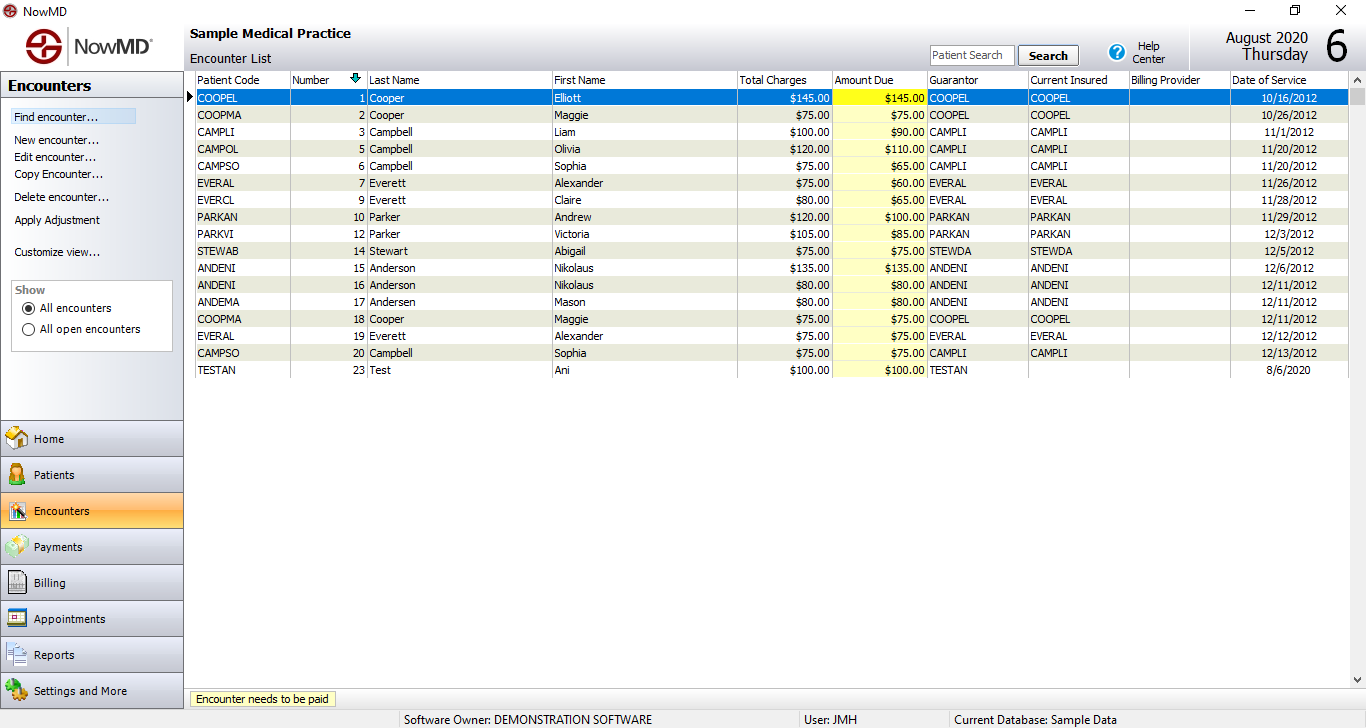 NowMD
NowMD®
Sample Medical Practice
Encounter List
Patient Search
Search
Help Center
August 2020
Thursday
6
Encounters
Find encounter...
New encounter...
Edit encounter...
Copy Encounter...
Delete encounter...
Apply Adjustment
Customize view...
Show
All encounters
All open encounters
Home
Patients
Encounters
Payments
Billing
Appointments
Reports
Settings and More
Patient Code Number Last Name First Name Total Charges Amount Due Guarantor Current Insured Billing Provider Date of Service
COOPEL 1 Cooper Elliott $145.00 $145.00 COOPEL COOPEL 10/16/2012
COOPMA 2 Cooper Maggie $75.00 $75.00 COOPEL COOPEL 10/26/2012
CAMPLI 3 Campbell Liam $100.00 $90.00 CAMPLI CAMPLI 11/1/2012
CAMPOL 5 Campbell Olivia $120.00 $110.00 CAMPLI CAMPLI 11/20/2012
CAMPSO 6 Campbell Sophia $75.00 $65.00 CAMPLI CAMPLI 11/20/2012
EVERAL 7 Everett Alexander $75.00 $60.00 EVERAL EVERAL 11/26/2012
EVERCL 9 Everett Claire $80.00 $65.00 EVERAL EVERAL 11/28/2012
PARKAN 10 Parker Andrew $120.00 $100.00 PARKAN PARKAN 11/29/2012
PARKVI 12 Parker Victoria $105.00 $85.00 PARKAN PARKAN 12/3/2012
STEWAB 14 Stewart Abigail $75.00 $75.00 STEWDA STEWDA 12/5/2012
ANDENI 15 Anderson Nikolaus $135.00 $135.00 ANDENI ANDENI 12/6/2012
ANDENI 16 Anderson Nikolaus $80.00 $80.00 ANDENI ANDENI 12/11/2012
ANDEMA 17 Andersen Mason $80.00 $80.00 ANDENI ANDENI 12/11/2012
COOPMA 18 Cooper Maggie $75.00 $75.00 COOPEL COOPEL 12/11/2012
EVERAL 19 Everett Alexander $75.00 $75.00 EVERAL EVERAL 12/12/2012
CAMPSO 20 Campbell Sophia $75.00 $75.00 CAMPLI CAMPLI 12/13/2012
TESTAN 23 Test Ani $100.00 $100.00 TESTAN 8/6/2020
Encounter needs to be paid
Software Owner: DEMONSTRATION SOFTWARE
User: JMH
Current Database: Sample Data